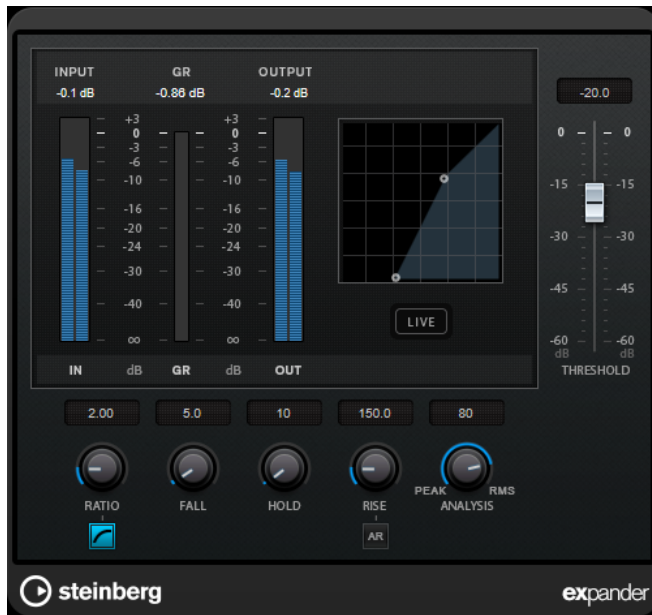 INPUT GR OUTPUT
-0.1 dB -0.86 dB -0.2 dB
-20.0
+3 +3
0 0
-3 -3
-6 -6
-10 -10
-16 -16
-20 -20
-24 -24
-30 -30
-40 -40
∞ ∞
0 0
-15 -15
-30 -30
-45 -45
-60 -60
dB dB
LIVE
IN dB GR dB OUT
THRESHOLD
2.00 5.0 10 150.0 80
PEAK RMS
RATIO FALL HOLD RISE ANALYSIS
AR
steinberg expander